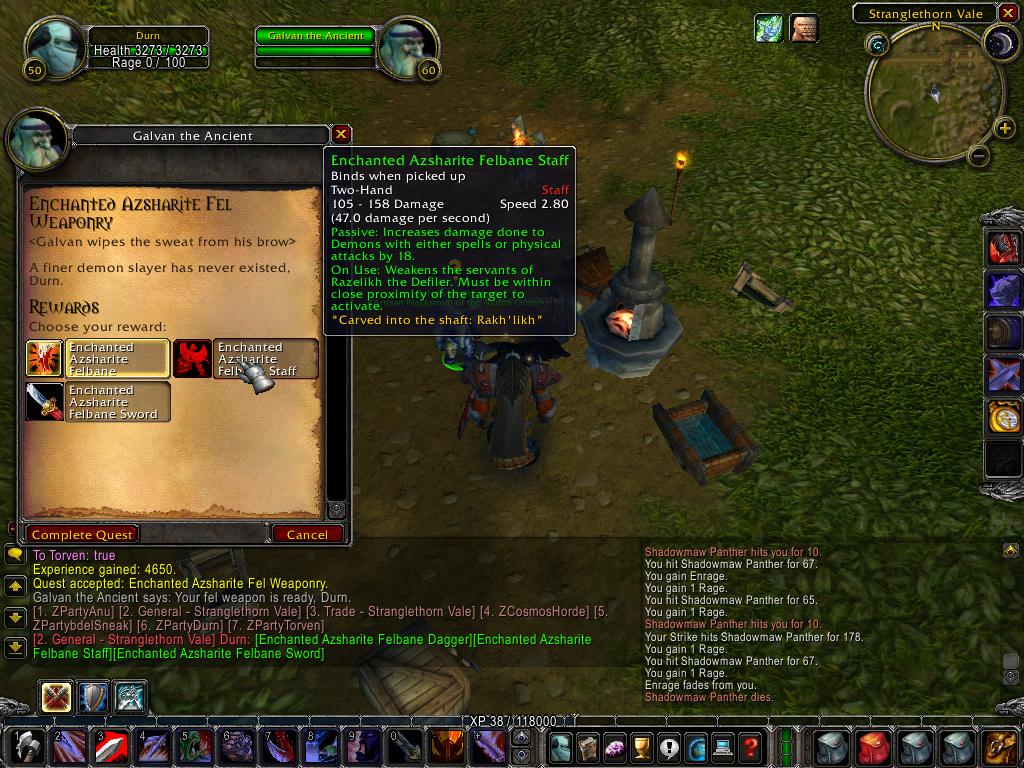 Durn
Health 3273 / 3273
Rage 0 / 100
50
Galvan the Ancient
60
Stranglethorn Vale
N
Galvan the Ancient
Enchanted Azsharite Fel
Weaponry
<Galvan wipes the sweat from his brow>
A finer demon slayer has never existed,
Durn.
Rewards
Choose your reward:
Enchanted
Azsharite
Felbane
Enchanted
Azsharite
Staff
Enchanted
Azsharite
Felbane Sword
Complete Quest
Cancel
Enchanted Azsharite Felbane Staff
Binds when picked up
Two-Hand Staff
105 - 158 Damage Speed 2.80
(47.0 damage per second)
Passive: Increases damage done to
Demons with either spells or physical
attacks by 18.
On Use: Weakens the servants of
Razelikh the Defiler. Must be within
close proximity of the target to
activate.
"Carved into the shaft: Rakh'likh"
To Torven: true
Experience gained: 4650.
Quest accepted: Enchanted Azsharite Fel Weaponry.
Galvan the Ancient says: Your fel weapon is ready, Durn.
[1. ZPartyAnu] [2. General - Stranglethorn Vale] [3. Trade - Stranglethorn Vale] [4. ZCosmosHorde] [5.
ZPartybdelSneak] [6. ZPartyDurn] [7. ZPartyTorven]
[2. General - Stranglethorn Vale] Durn: [Enchanted Azsharite Felbane Dagger][Enchanted Azsharite
Felbane Staff][Enchanted Azsharite Felbane Sword]
Shadowmaw Panther hits you for 10.
You hit Shadowmaw Panther for 67.
You gain Enrage.
You gain 1 Rage.
You hit Shadowmaw Panther for 65.
You gain 1 Rage.
Shadowmaw Panther hits you for 10.
Your Strike hits Shadowmaw Panther for 178.
You gain 1 Rage.
You hit Shadowmaw Panther for 67.
You gain 1 Rage.
Enrage fades from you.
Shadowmaw Panther dies.
XP 38 / 118000
1 2 3 4 5 6 7 8 9 0